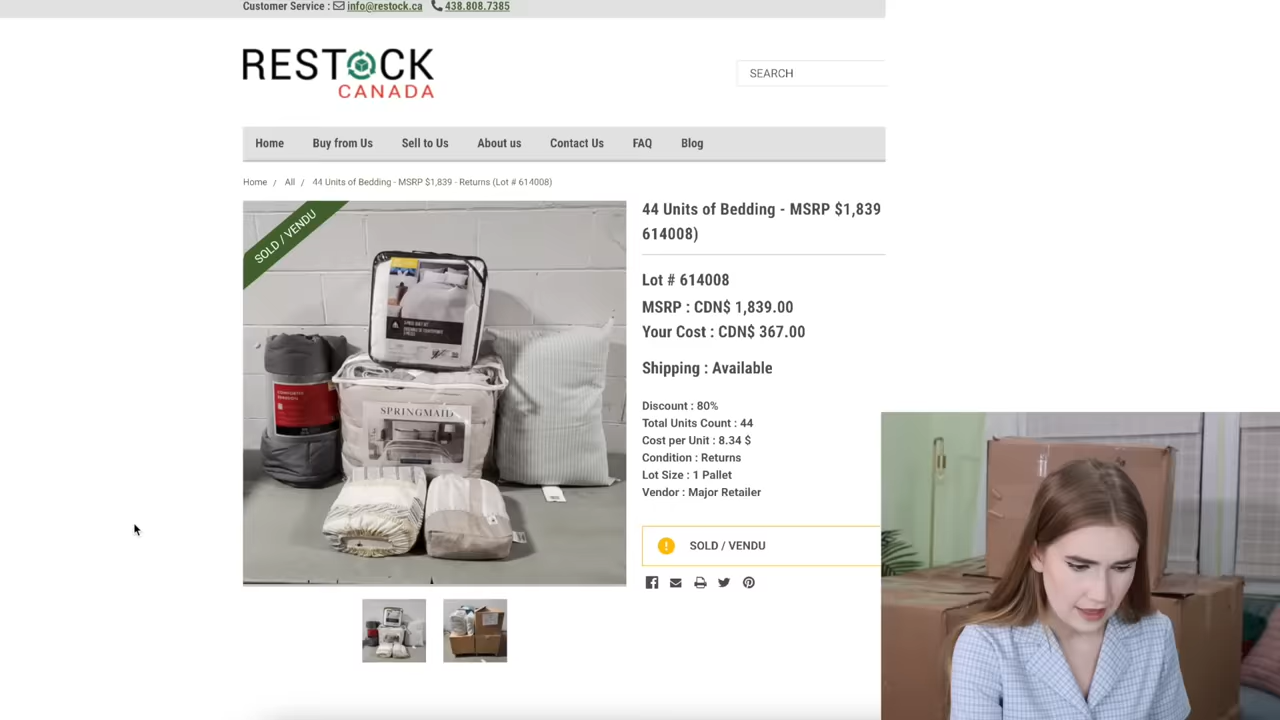 Customer Service : info@restock.ca 438.808.7385
RESTOCK
CANADA
SEARCH
Home Buy from Us Sell to Us About us Contact Us FAQ Blog
Home / All / 44 Units of Bedding - MSRP $1,839 - Returns (Lot # 614008)
SOLD / VENDU
44 Units of Bedding - MSRP $1,839
614008)
Lot # 614008
MSRP : CDN$ 1,839.00
Your Cost : CDN$ 367.00
Shipping : Available
Discount : 80%
Total Units Count : 44
Cost per Unit : 8.34 $
Condition : Returns
Lot Size : 1 Pallet
Vendor : Major Retailer
SOLD / VENDU
SPRINGMAID